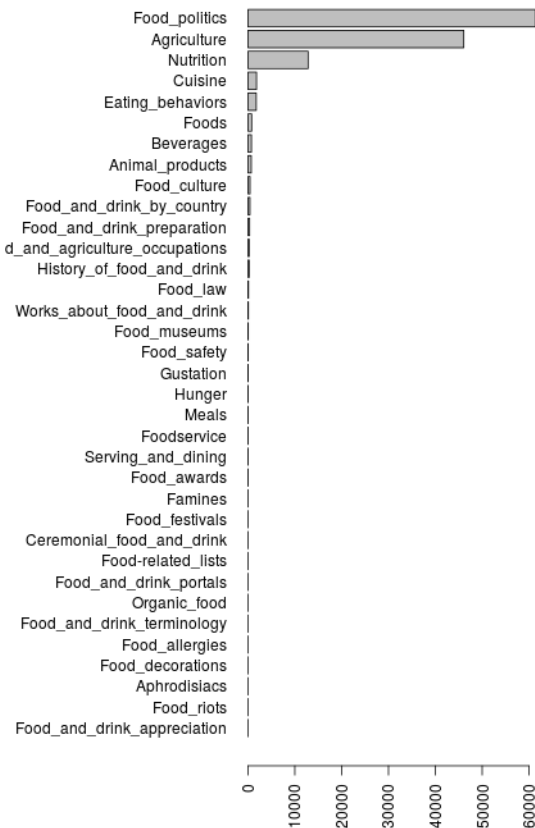 Food_politics
Agriculture
Nutrition
Cuisine
Eating_behaviors
Foods
Beverages
Animal_products
Food_culture
Food_and_drink_by_country
Food_and_drink_preparation
d_and_agriculture_occupations
History_of_food_and_drink
Food_law
Works_about_food_and_drink
Food_museums
Food_safety
Gustation
Hunger
Meals
Foodservice
Serving_and_dining
Food_awards
Famines
Food_festivals
Ceremonial_food_and_drink
Food-related_lists
Food_and_drink_portals
Organic_food
Food_and_drink_terminology
Food_allergies
Food_decorations
Aphrodisiacs
Food_riots
Food_and_drink_appreciation
0
10000
20000
30000
40000
50000
60000